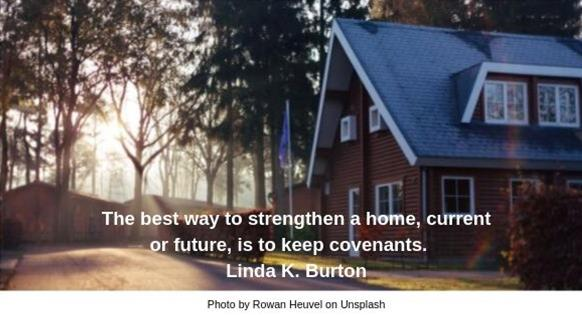 The best way to strengthen a home, current
or future, is to keep covenants.
Linda K. Burton
Photo by Rowan Heuvel on Unsplash